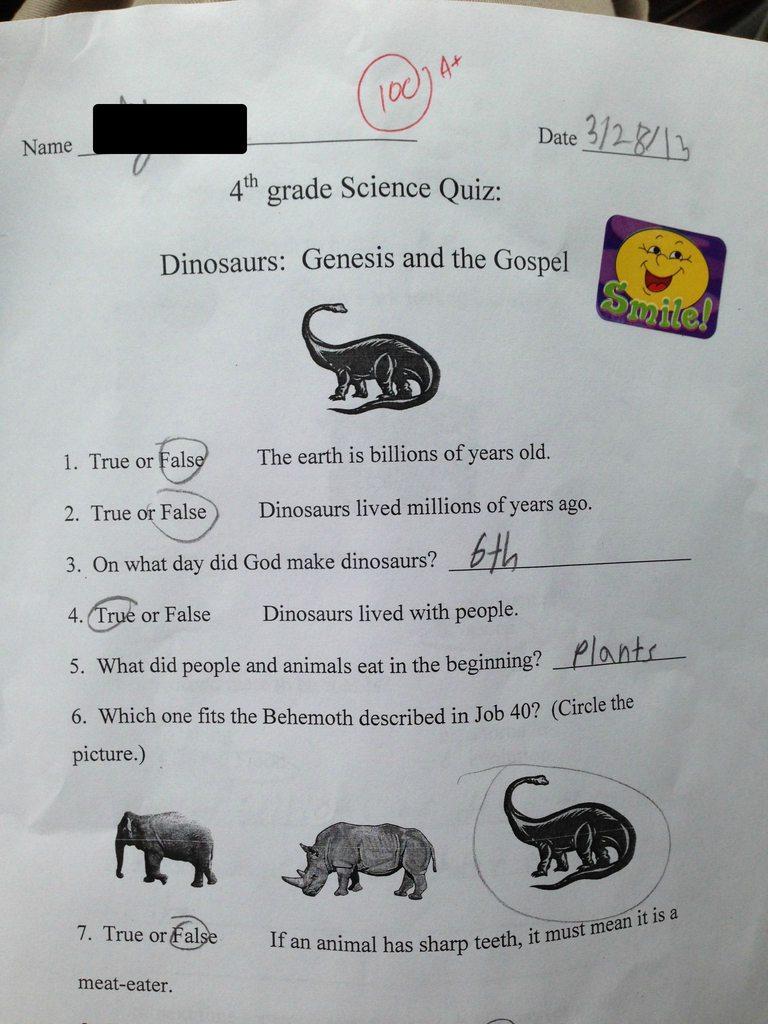 100 A+
Name
Date 3/28/13
4th grade Science Quiz:
Dinosaurs: Genesis and the Gospel
Smile!
1. True or False The earth is billions of years old.
2. True or False Dinosaurs lived millions of years ago.
3. On what day did God make dinosaurs? 6th
4. True or False Dinosaurs lived with people.
5. What did people and animals eat in the beginning? plants
6. Which one fits the Behemoth described in Job 40? (Circle the
picture.)
7. True or False If an animal has sharp teeth, it must mean it is a
meat-eater.